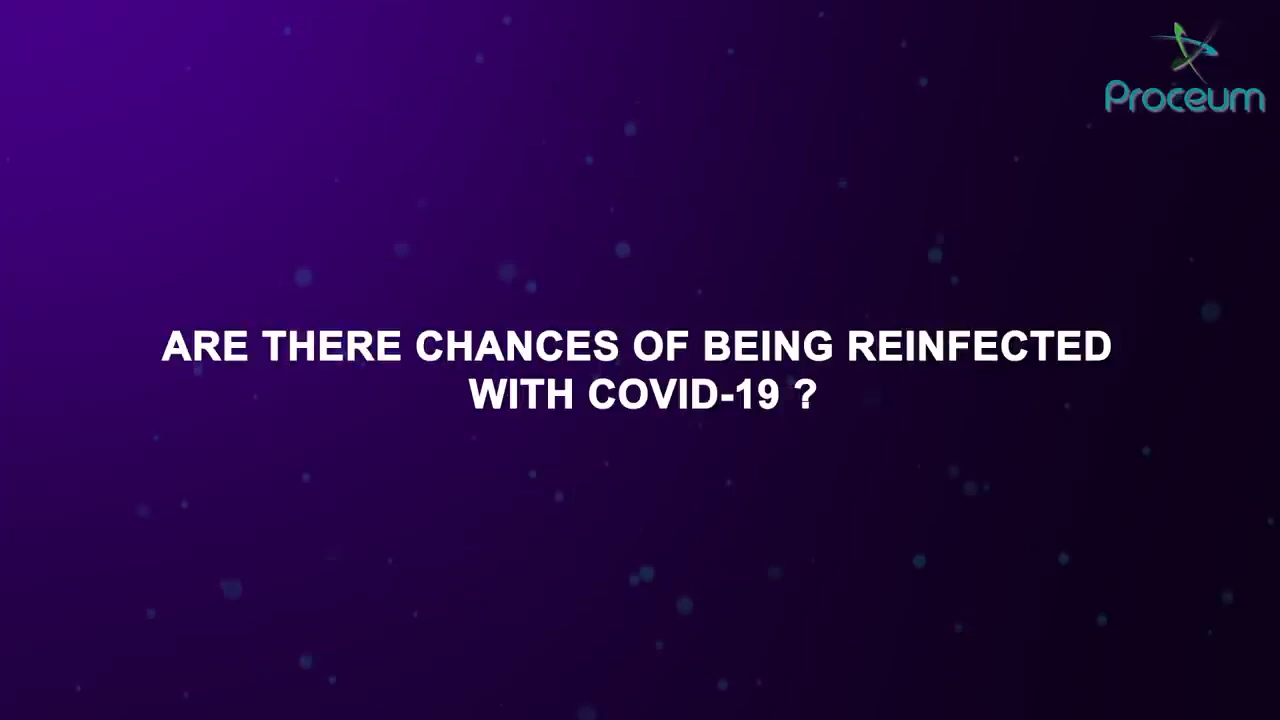 Proceum
ARE THERE CHANCES OF BEING REINFECTED
WITH COVID-19 ?